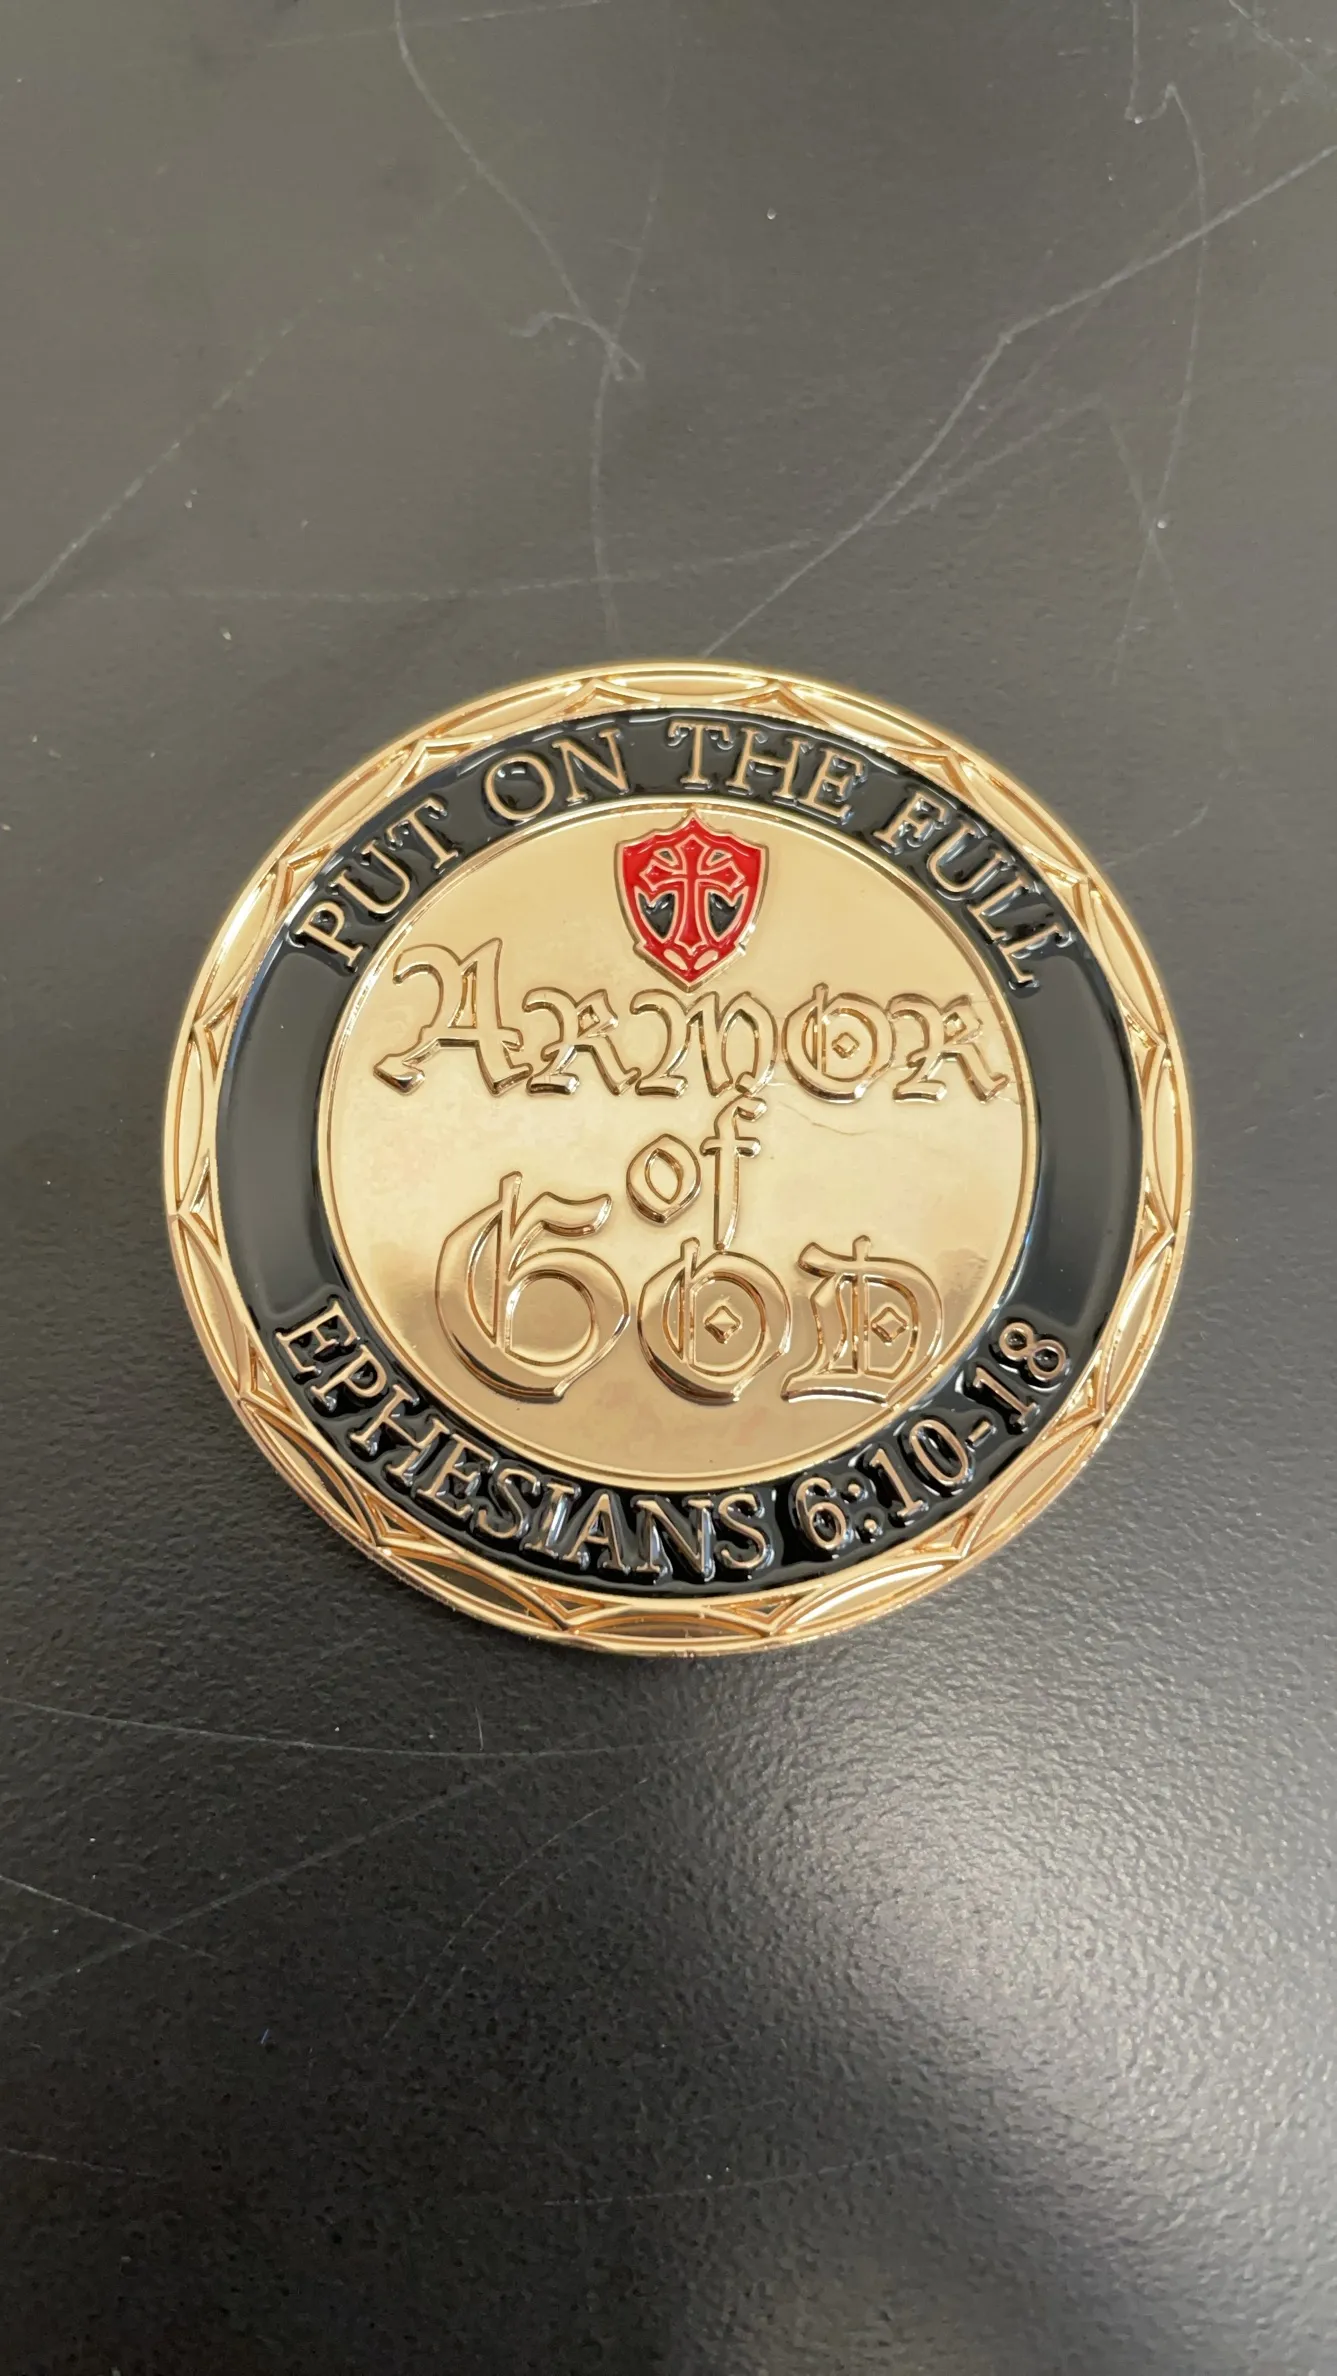 PUT ON THE FULL
ARMOR
of
GOD
EPHESIANS 6:10-18